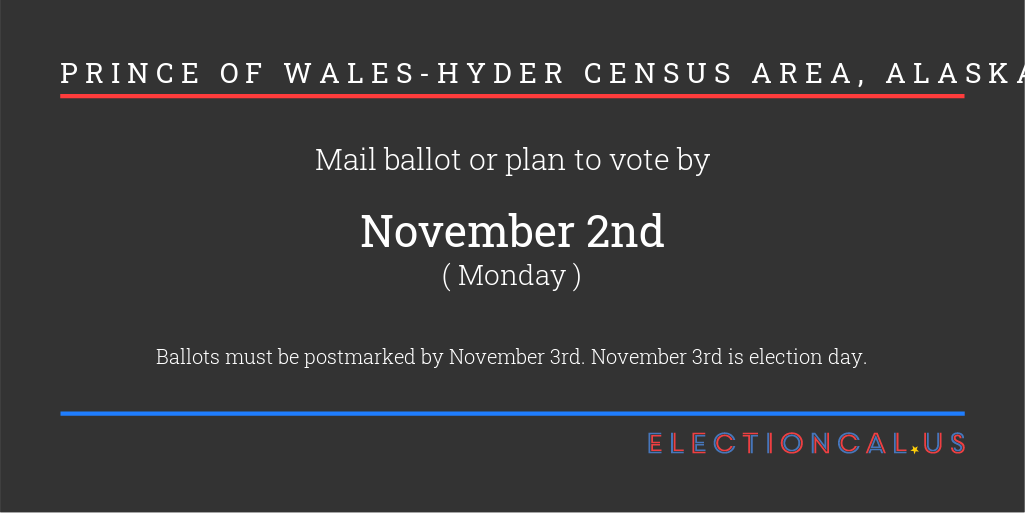 PRINCE OF WALES-HYDER CENSUS AREA, ALASKA
Mail ballot or plan to vote by
November 2nd
( Monday )
Ballots must be postmarked by November 3rd. November 3rd is election day.
ELECTIONCAL.US